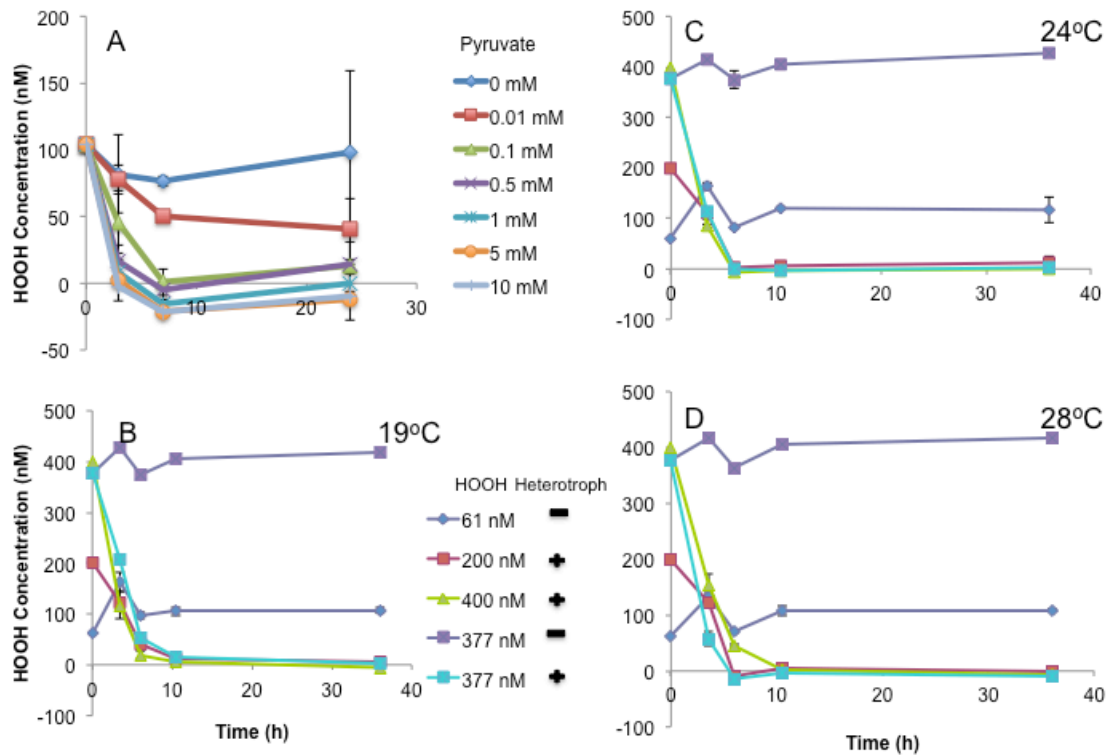 A
HOOH Concentration (nM)
200
150
100
50
0
-50
0
10
20
30
Pyruvate
0 mM
0.01 mM
0.1 mM
0.5 mM
1 mM
5 mM
10 mM
C
24ºC
500
400
300
200
100
0
-100
0
10
20
30
40
B
19ºC
HOOH Concentration (nM)
500
400
300
200
100
0
-100
0
10
20
30
40
Time (h)
HOOH Heterotroph
61 nM -
200 nM +
400 nM +
377 nM -
377 nM +
D
28ºC
500
400
300
200
100
0
-100
0
10
20
30
40
Time (h)